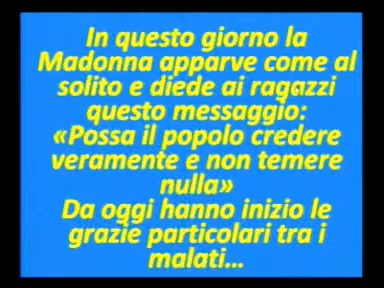 In questo giorno la
Madonna apparve come al
solito e diede ai ragazzi
questo messaggio:
«Possa il popolo credere
veramente e non temere
nulla»
Da oggi hanno inizio le
grazie particolari tra i
malati...